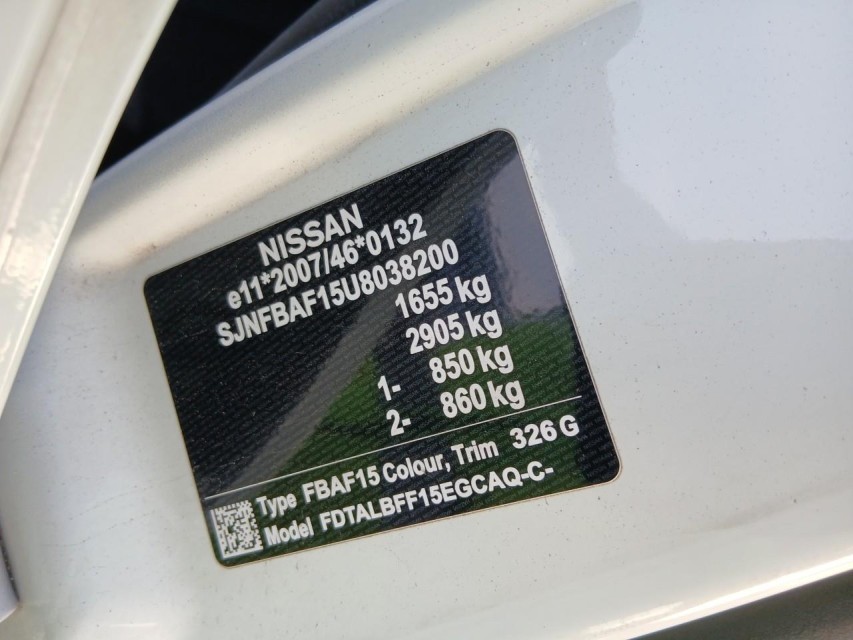 NISSAN
e11*2007/46*0132
SJNFBAF15U8038200
1655 kg
2905 kg
1- 850 kg
2- 860 kg
Type FBAF15 Colour, Trim 326 G
Model FDTALBFF15EGCAQ-C-